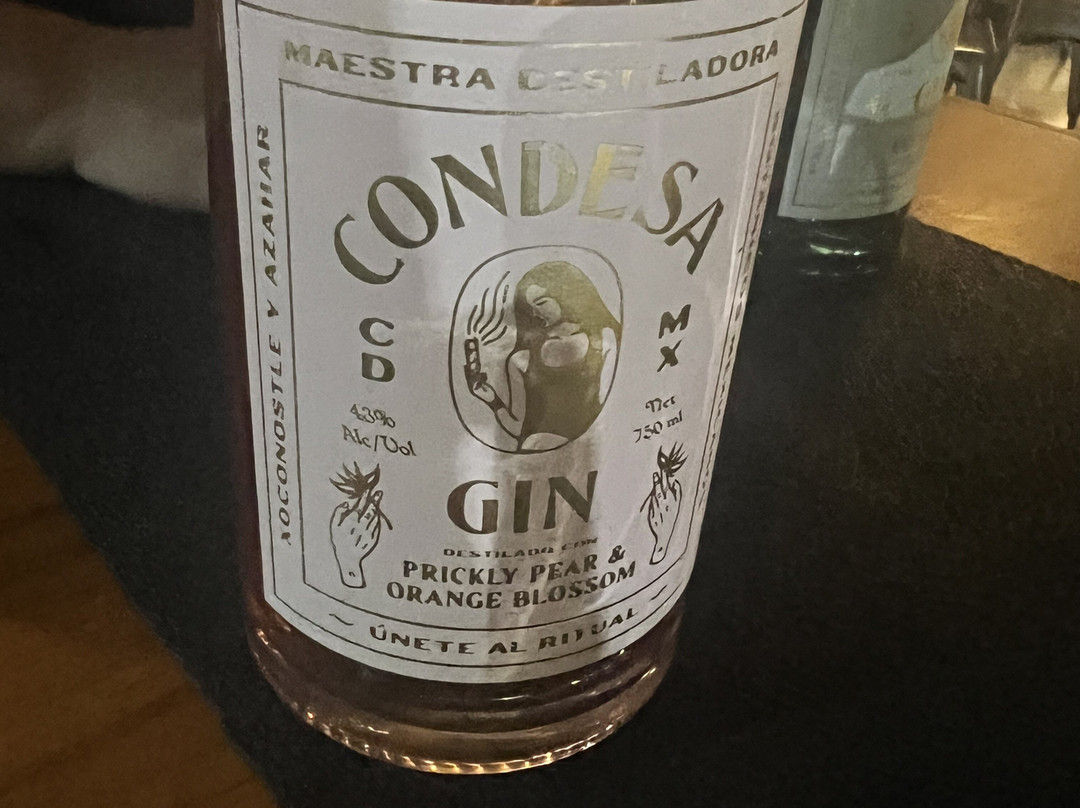 MAESTRA DESTILADORA
CONDESA
CD
MX
43%
Alc/Vol
Net
750 ml
GIN
DESTILADO CON
PRICKLY PEAR &
ORANGE BLOSSOM
~ ÚNETE AL RITUAL ~
XOCONOSTLE Y AZAHAR